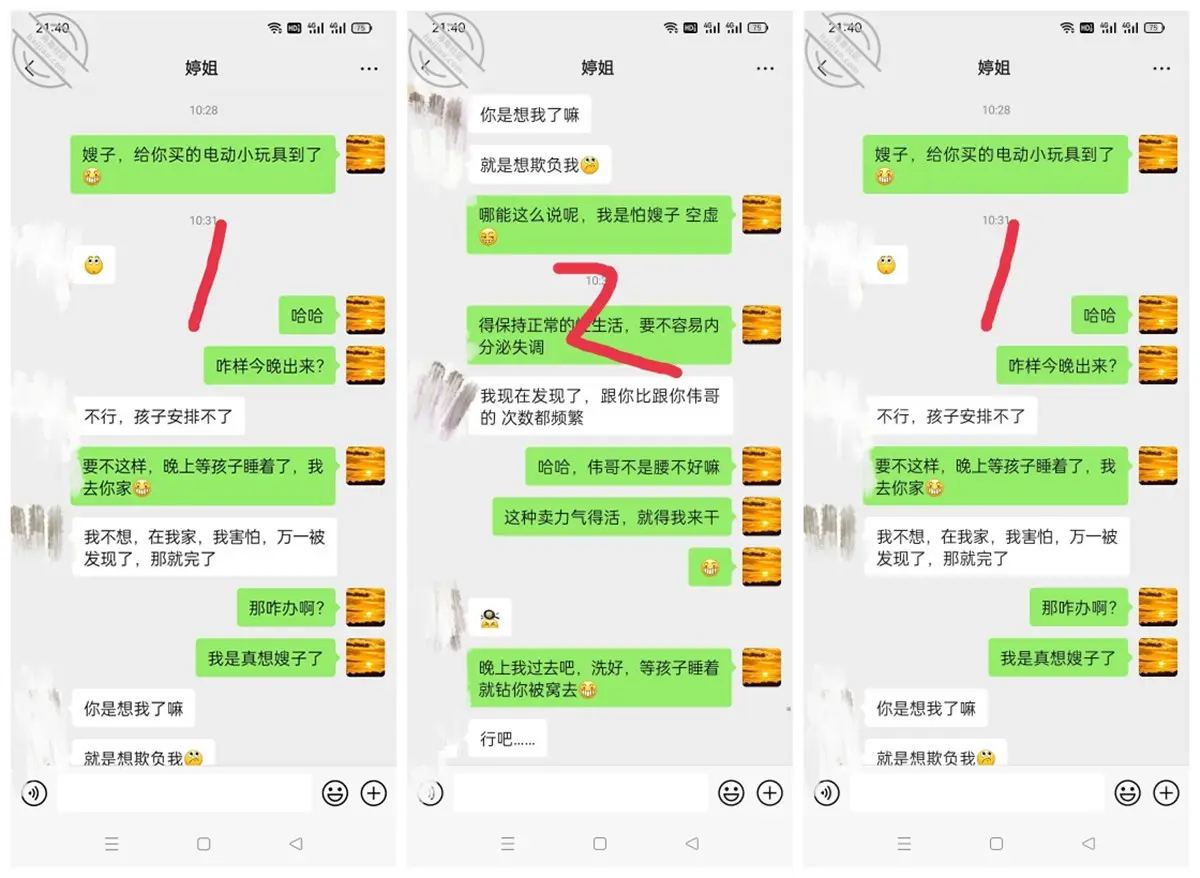 21:40
HD
4G
4G
75
婷姐
10:28
嫂子，给你买的电动小玩具到了
10:31
哈哈
咋样今晚出来？
不行，孩子安排不了
要不这样，晚上等孩子睡着了，我
去你家
我不想，在我家，我害怕，万一被
发现了，那就完了
那咋办啊？
我是真想嫂子了
你是想我了嘛
就是想欺负我
1
21:40
HD
4G
4G
75
婷姐
你是想我了嘛
就是想欺负我
哪能这么说呢，我是怕嫂子 空虚
得保持正常的性生活，要不容易内
分泌失调
我现在发现了，跟你比跟你伟哥
的 次数都频繁
哈哈，伟哥不是腰不好嘛
这种卖力气得活，就得我来干
晚上我过去吧，洗好，等孩子睡着
就钻你被窝去
行吧……
2
21:40
HD
4G
4G
75
婷姐
10:28
嫂子，给你买的电动小玩具到了
10:31
哈哈
咋样今晚出来？
不行，孩子安排不了
要不这样，晚上等孩子睡着了，我
去你家
我不想，在我家，我害怕，万一被
发现了，那就完了
那咋办啊？
我是真想嫂子了
你是想我了嘛
就是想欺负我
1